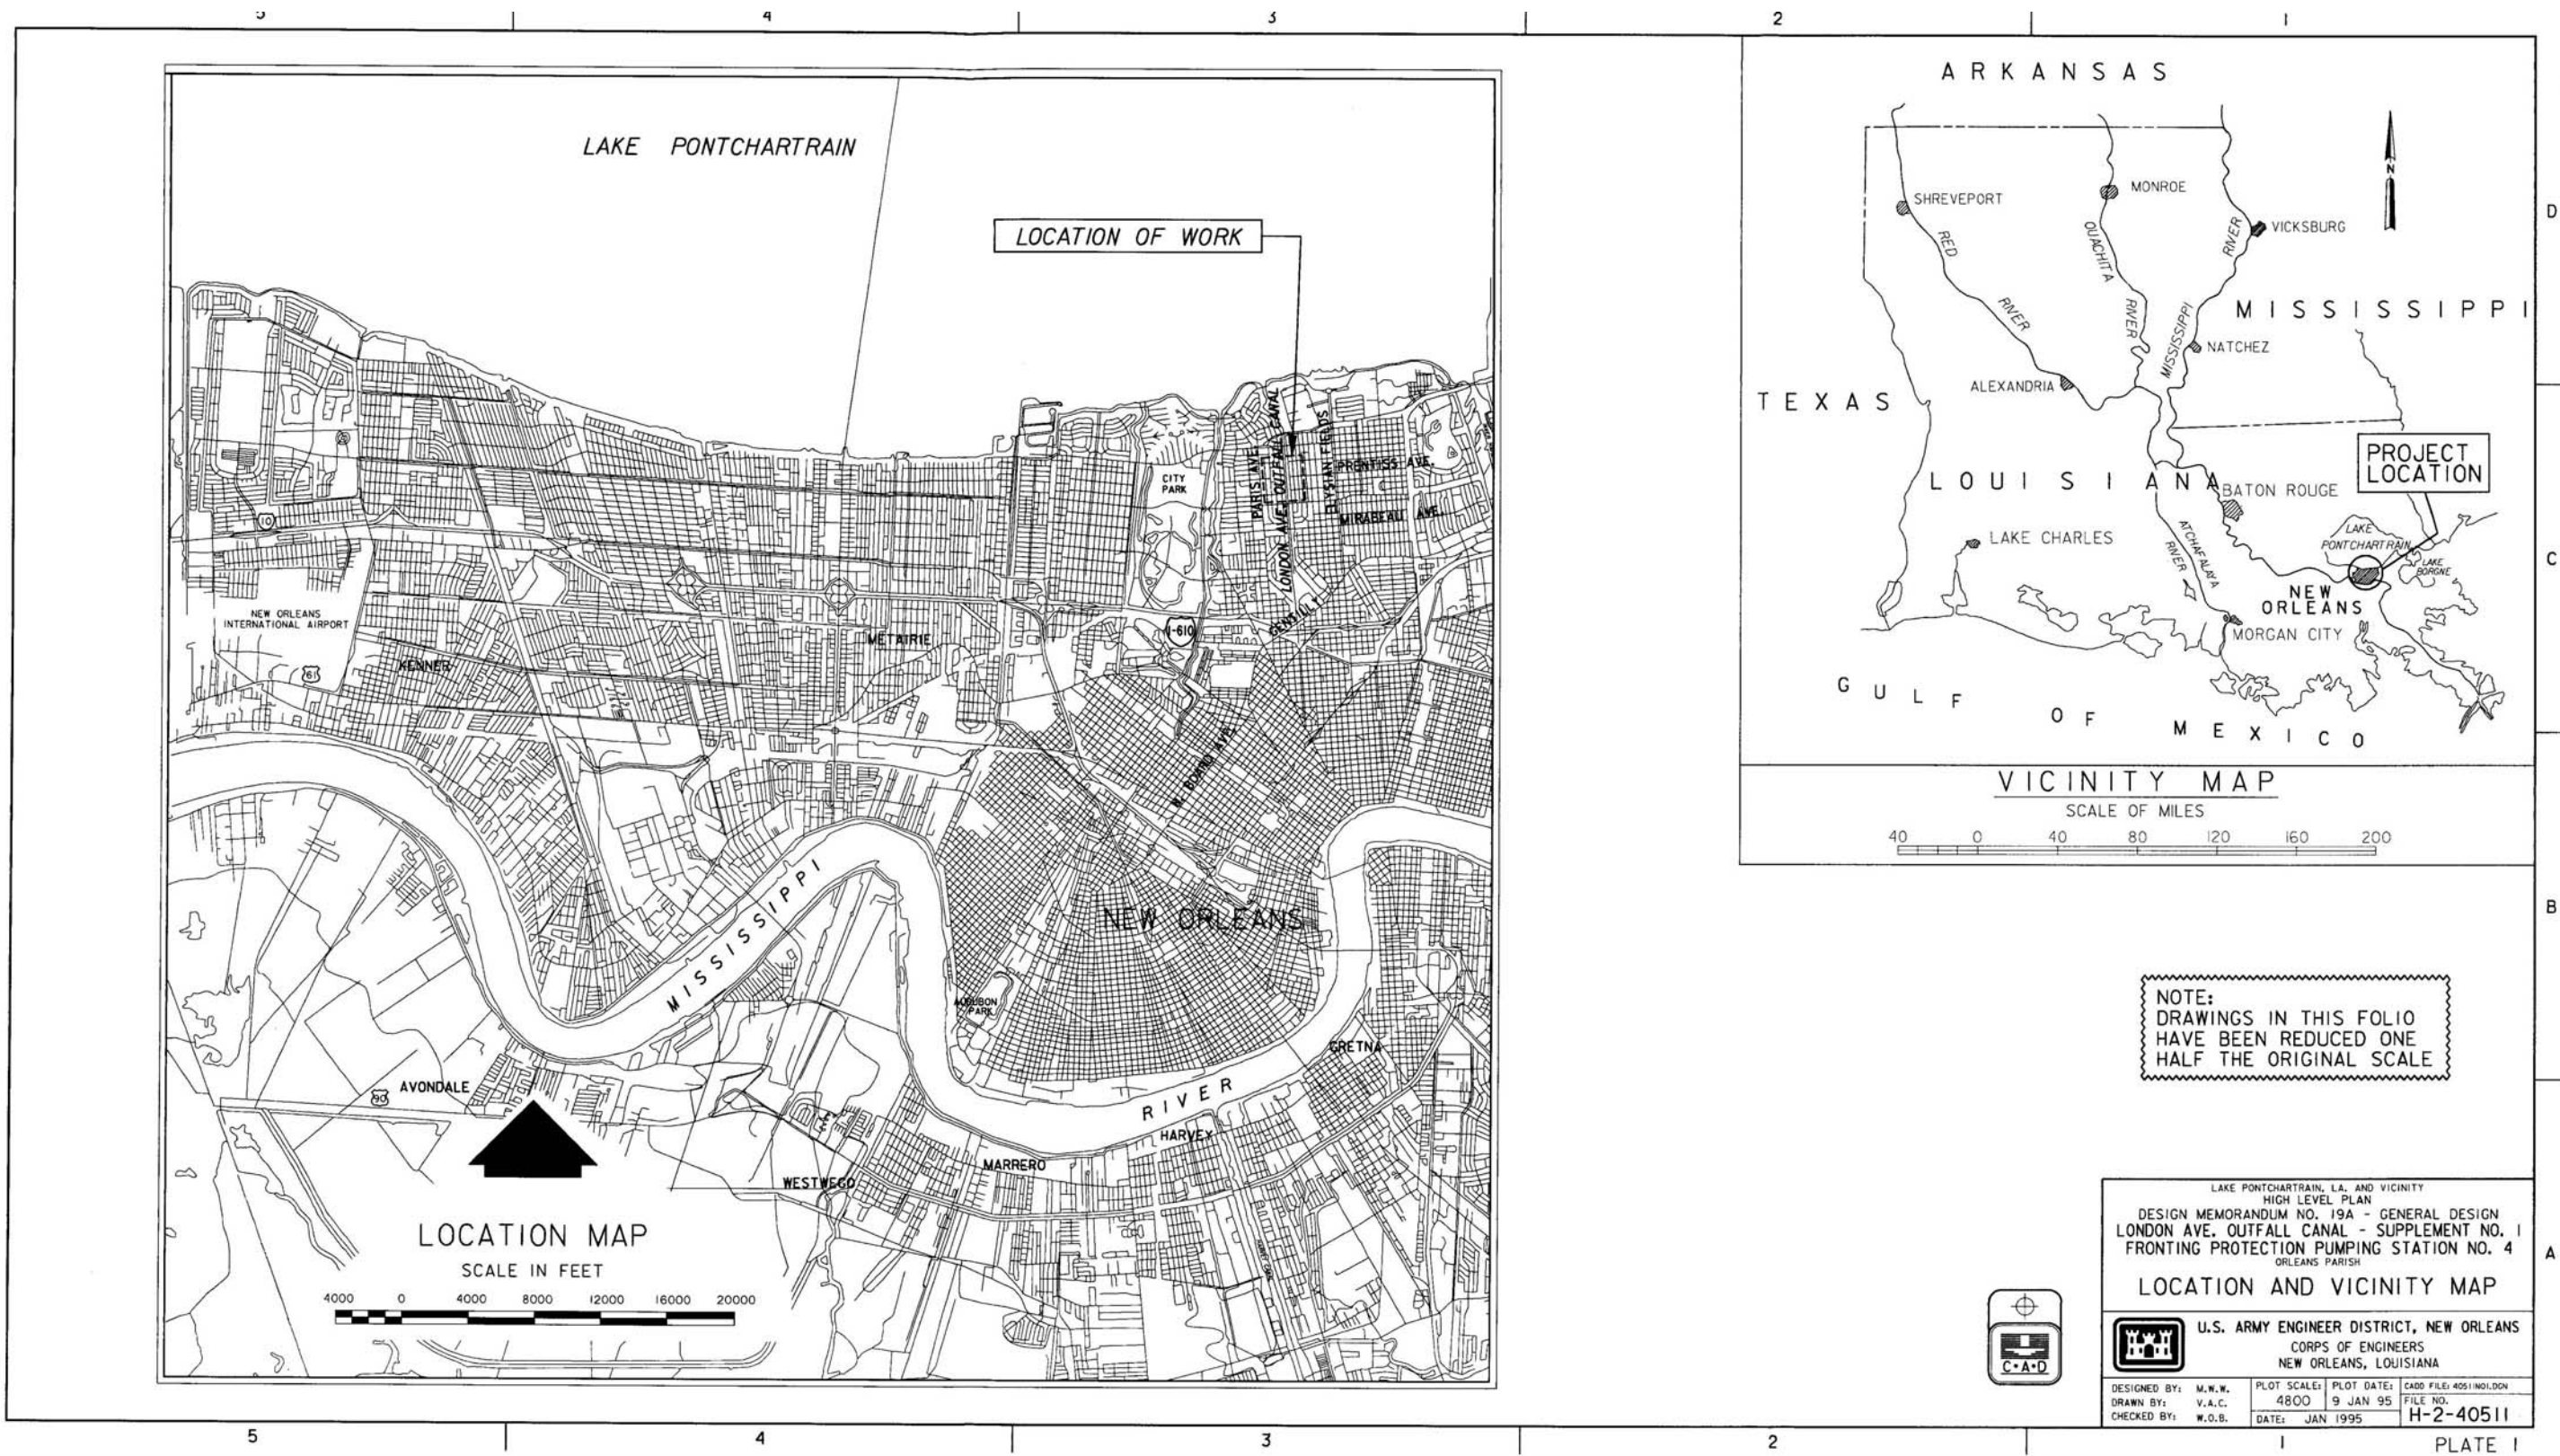 5 4 3 2 1
LAKE PONTCHARTRAIN
LOCATION OF WORK
CITY
PARK
PARIS AVE.
LONDON AVE. OUTFALL CANAL
ELYSIAN FIELDS
PRENTISS AVE.
MIRABEAU AVE.
GENTILLY
I-610
10
NEW ORLEANS
INTERNATIONAL AIRPORT
METAIRIE
KENNER
61
N. BOARD AVE.
MISSISSIPPI
NEW ORLEANS
AUDUBON
PARK
GRETNA
RIVER
AVONDALE
90
HARVEY
MARRERO
WESTWEGO
LOCATION MAP
SCALE IN FEET
4000 0 4000 8000 12000 16000 20000
ARKANSAS
N
SHREVEPORT
MONROE
VICKSBURG
RED
RIVER
OUACHITA
RIVER
MISSISSIPPI
RIVER
MISSISSIPPI
NATCHEZ
ALEXANDRIA
TEXAS
PROJECT
LOCATION
LOUISIANA
BATON ROUGE
LAKE CHARLES
ATCHAFALAYA
RIVER
LAKE
PONTCHARTRAIN
LAKE
BORGNE
NEW
ORLEANS
MORGAN CITY
GULF OF MEXICO
VICINITY MAP
SCALE OF MILES
40 0 40 80 120 160 200
D
C
B
A
NOTE:
DRAWINGS IN THIS FOLIO
HAVE BEEN REDUCED ONE
HALF THE ORIGINAL SCALE
LAKE PONTCHARTRAIN, LA. AND VICINITY
HIGH LEVEL PLAN
DESIGN MEMORANDUM NO. 19A - GENERAL DESIGN
LONDON AVE. OUTFALL CANAL - SUPPLEMENT NO. 1
FRONTING PROTECTION PUMPING STATION NO. 4
ORLEANS PARISH
LOCATION AND VICINITY MAP
U.S. ARMY ENGINEER DISTRICT, NEW ORLEANS
CORPS OF ENGINEERS
NEW ORLEANS, LOUISIANA
C•A•D
DESIGNED BY: M.W.W.
DRAWN BY: V.A.C.
CHECKED BY: W.O.B.
PLOT SCALE: 4800
PLOT DATE: 9 JAN 95
DATE: JAN 1995
CADD FILE: 40511N01.DGN
FILE NO.
H-2-40511
5 4 3 2 1
PLATE 1